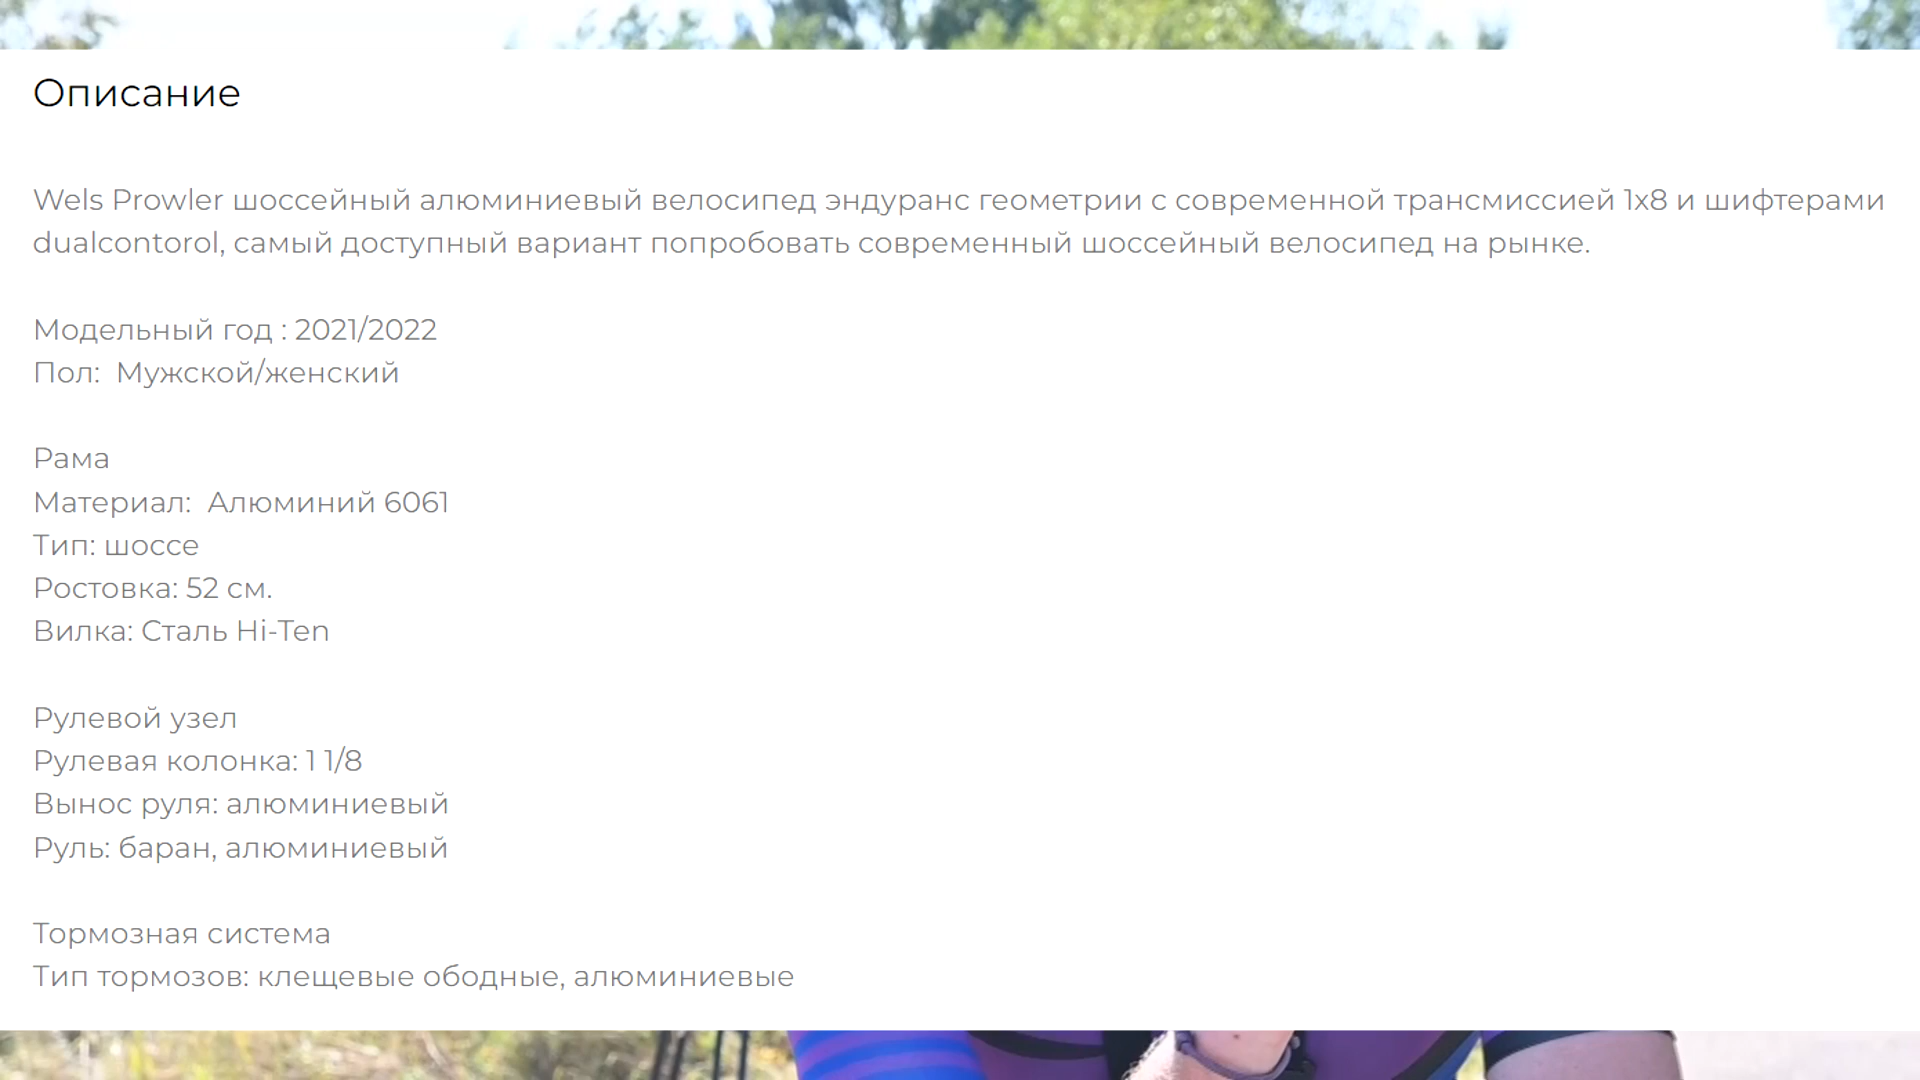 Описание
Wels Prowler шоссейный алюминиевый велосипед эндуранс геометрии с современной трансмиссией 1x8 и шифтерами
dualcontorol, самый доступный вариант попробовать современный шоссейный велосипед на рынке.
Модельный год : 2021/2022
Пол:  Мужской/женский
Рама
Материал:  Алюминий 6061
Тип: шоссе
Ростовка: 52 см.
Вилка: Сталь Hi-Ten
Рулевой узел
Рулевая колонка: 1 1/8
Вынос руля: алюминиевый
Руль: баран, алюминиевый
Тормозная система
Тип тормозов: клещевые ободные, алюминиевые